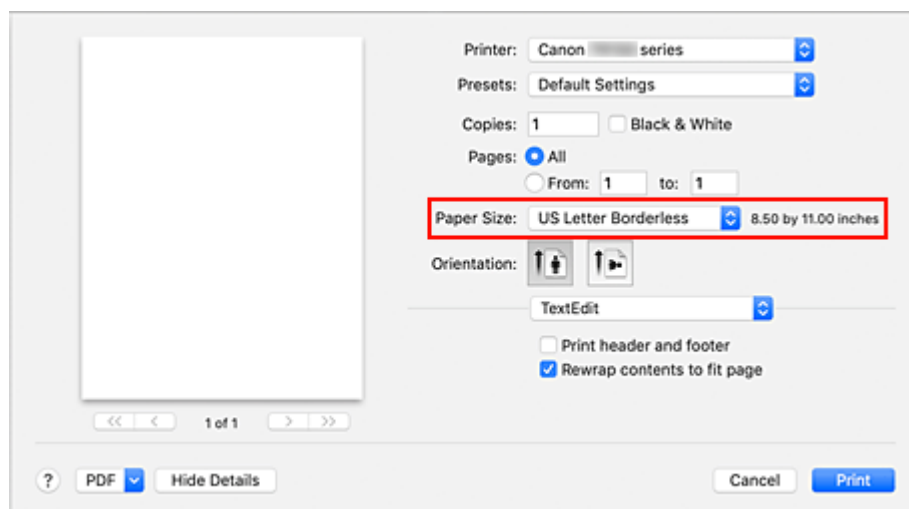 Printer: Canon series
Presets: Default Settings
Copies: 1 Black & White
Pages: All
From: 1 to: 1
Paper Size: US Letter Borderless 8.50 by 11.00 inches
Orientation:
TextEdit
Print header and footer
Rewrap contents to fit page
<< < 1 of 1 > >>
? PDF Hide Details Cancel Print